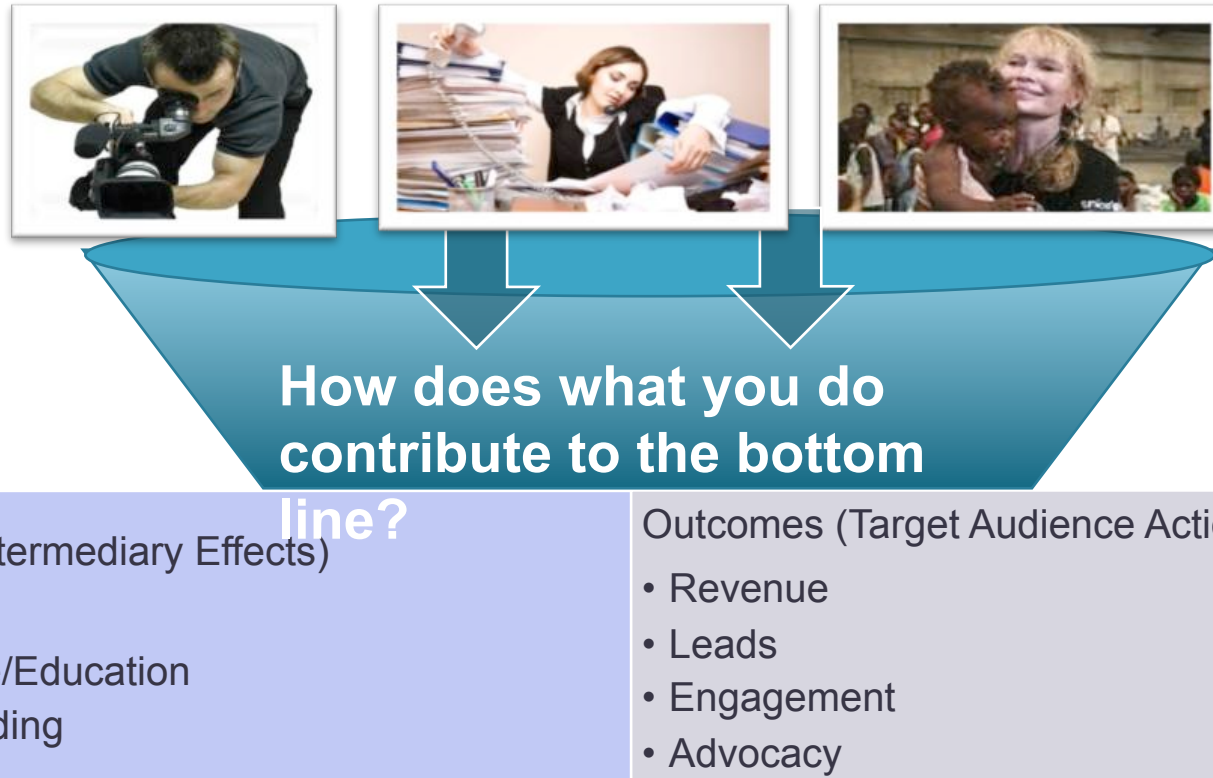 unicef
How does what you do
contribute to the bottom
line?
termediary Effects)
/Education
ding
Outcomes (Target Audience Acti
• Revenue
• Leads
• Engagement
• Advocacy